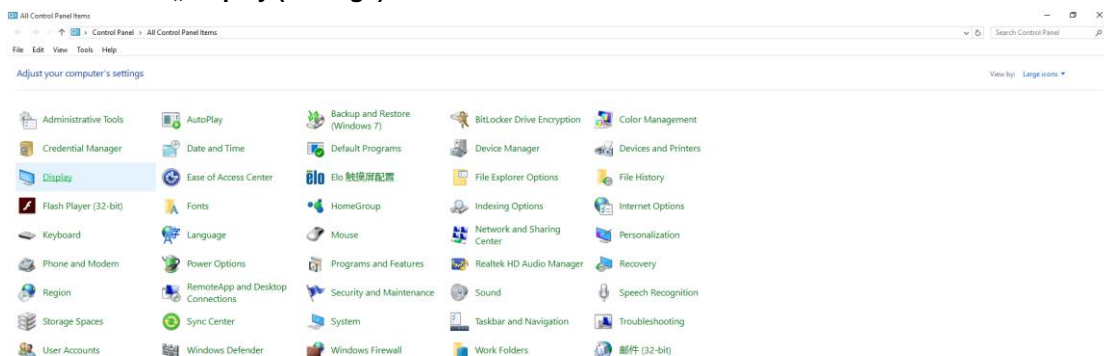 All Control Panel Items
Control Panel > All Control Panel Items
Search Control Panel
File Edit View Tools Help
Adjust your computer's settings
View by: Large icons
Administrative Tools
AutoPlay
Backup and Restore
(Windows 7)
BitLocker Drive Encryption
Color Management
Credential Manager
Date and Time
Default Programs
Device Manager
Devices and Printers
Display
Ease of Access Center
elo
Elo 触摸屏配置
File Explorer Options
File History
Flash Player (32-bit)
Fonts
HomeGroup
Indexing Options
Internet Options
Keyboard
Language
Mouse
Network and Sharing
Center
Personalization
Phone and Modem
Power Options
Programs and Features
Realtek HD Audio Manager
Recovery
Region
RemoteApp and Desktop
Connections
Security and Maintenance
Sound
Speech Recognition
Storage Spaces
Sync Center
System
Taskbar and Navigation
Troubleshooting
User Accounts
Windows Defender
Windows Firewall
Work Folders
邮件 (32-bit)